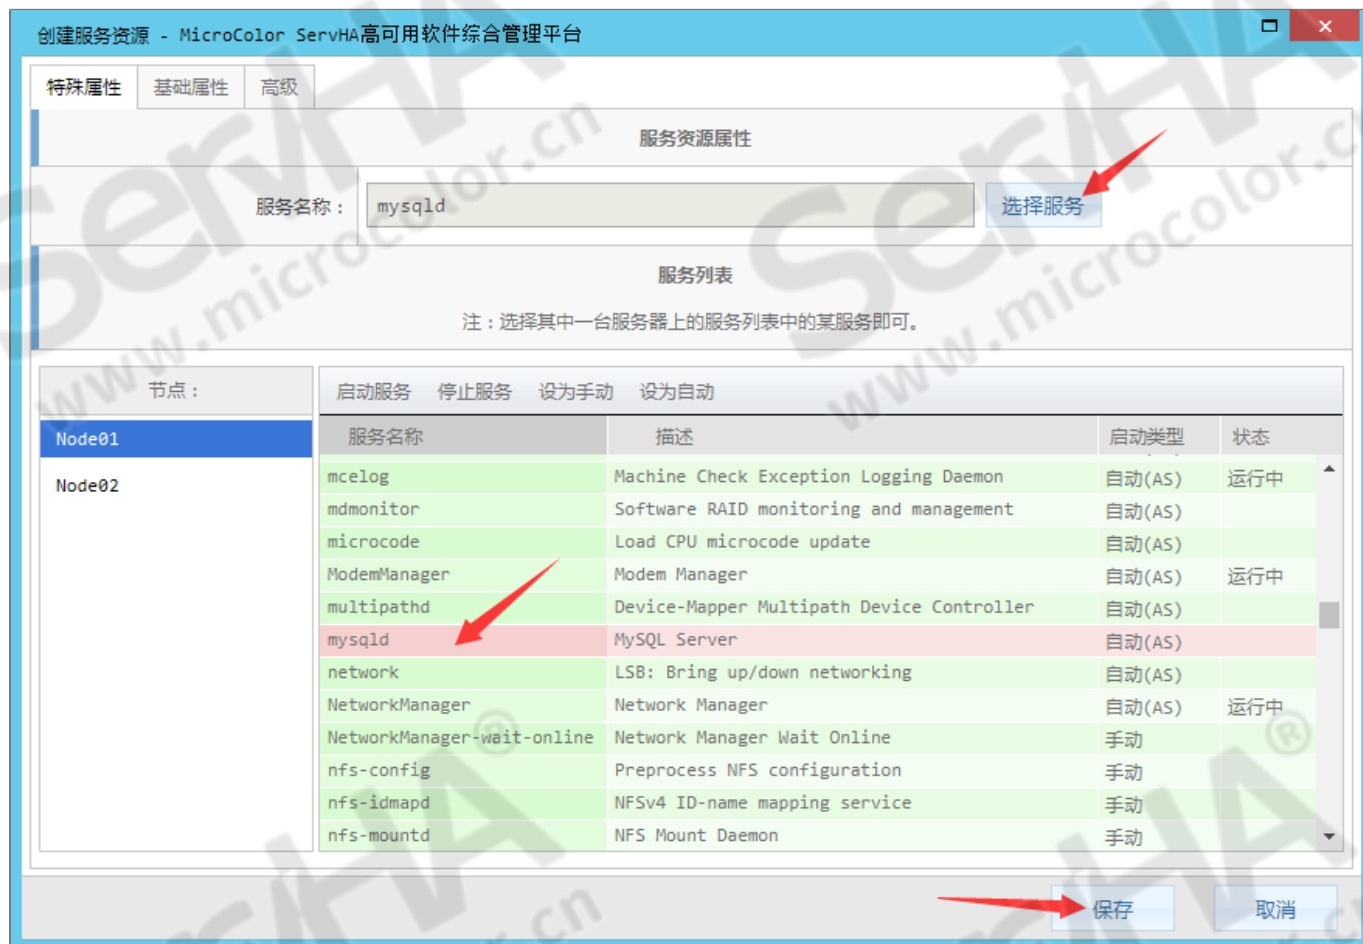 创建服务资源 - MicroColor ServHA高可用软件综合管理平台
特殊属性 基础属性 高级
服务资源属性
服务名称： mysqld 选择服务
服务列表
注：选择其中一台服务器上的服务列表中的某服务即可。
节点： 启动服务 停止服务 设为手动 设为自动
Node01 服务名称 描述 启动类型 状态
mcelog Machine Check Exception Logging Daemon 自动(AS) 运行中
Node02
mdmonitor Software RAID monitoring and management 自动(AS)
microcode Load CPU microcode update 自动(AS)
ModemManager Modem Manager 自动(AS) 运行中
multipathd Device-Mapper Multipath Device Controller 自动(AS)
mysqld MySQL Server 自动(AS)
network LSB: Bring up/down networking 自动(AS)
NetworkManager Network Manager 自动(AS) 运行中
NetworkManager-wait-online Network Manager Wait Online 手动
nfs-config Preprocess NFS configuration 手动
nfs-idmapd NFSv4 ID-name mapping service 手动
nfs-mountd NFS Mount Daemon 手动
保存 取消
ServHA®
www.microcolor.cn